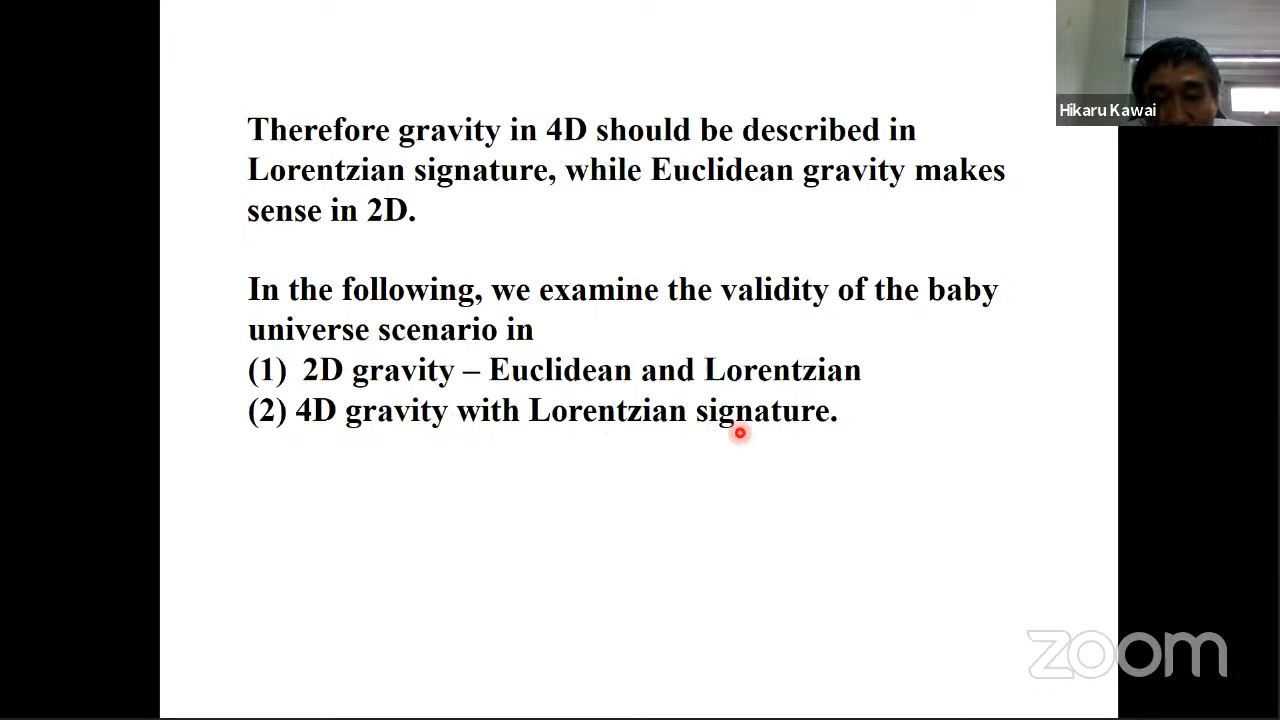 Therefore gravity in 4D should be described in
Lorentzian signature, while Euclidean gravity makes
sense in 2D.
In the following, we examine the validity of the baby
universe scenario in
(1) 2D gravity – Euclidean and Lorentzian
(2) 4D gravity with Lorentzian signature.
Hikaru Kawai
zoom